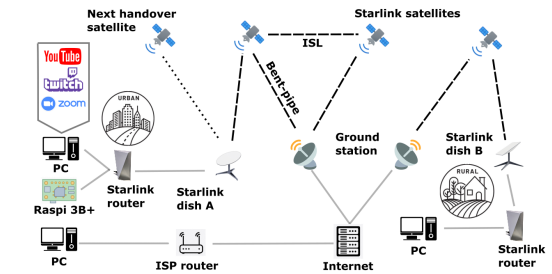 Next handover
satellite
Starlink satellites
ISL
YouTube
twitch
zoom
Bent-pipe
URBAN
Ground
station
Starlink
dish B
PC
Starlink
router
Starlink
dish A
RURAL
Raspi 3B+
PC
ISP router
Internet
PC
Starlink
router